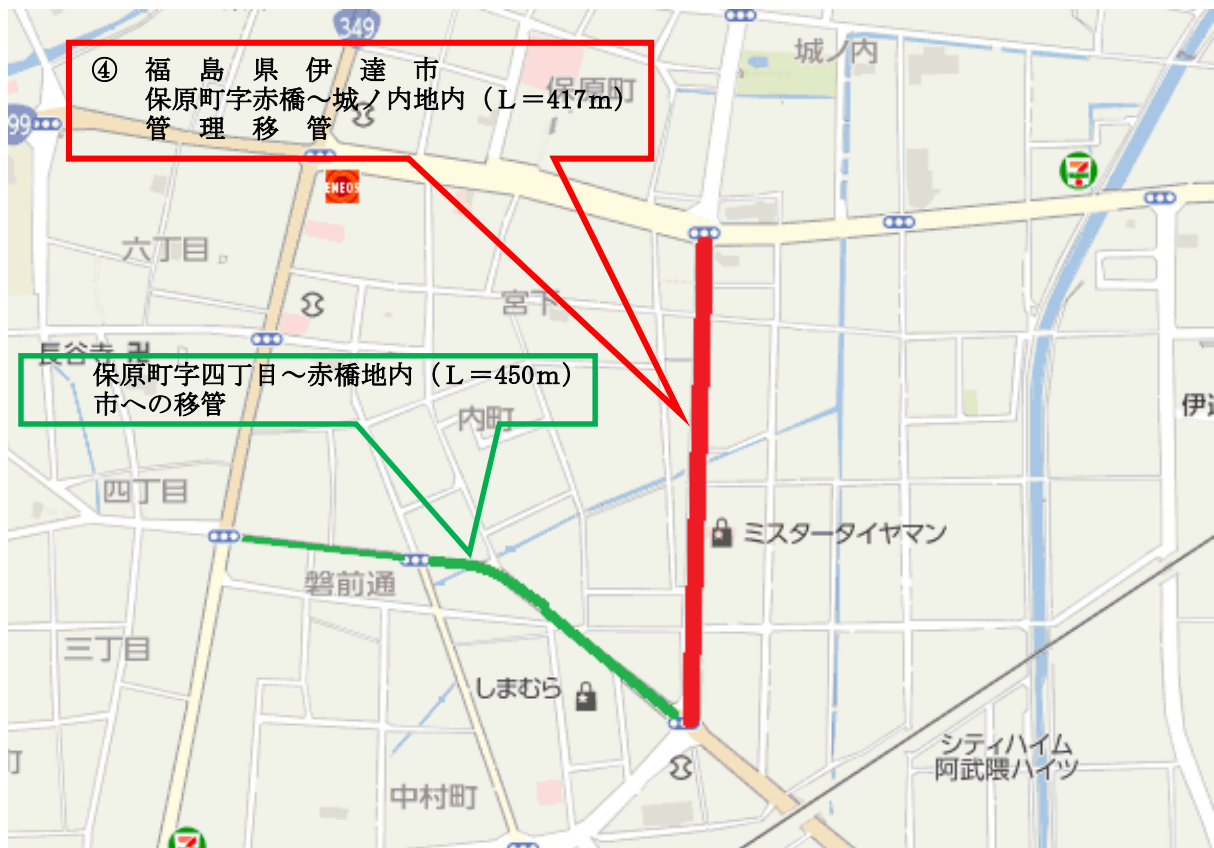 349
④ 福島県伊達市
保原町字赤橋～城ノ内地内（L＝417m）
管理移管
城ノ内
保原町
99
ENEOS
7
六丁目
宮下
長谷寺
保原町字四丁目～赤橋地内（L＝450m）
市への移管
内町
伊達
四丁目
ミスタータイヤマン
磐前通
三丁目
しまむら
シティハイム
阿武隈ハイツ
町
中村町
7